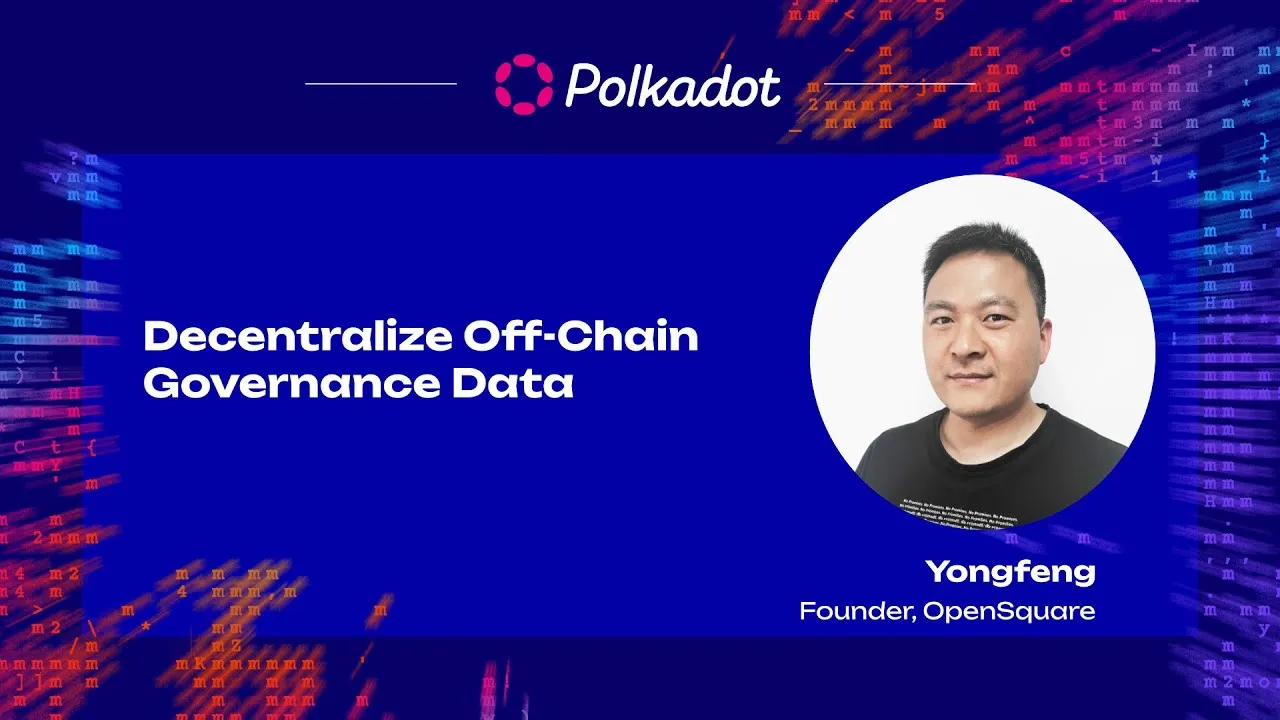 Polkadot
Decentralize Off-Chain
Governance Data
Yongfeng
Founder, OpenSquare